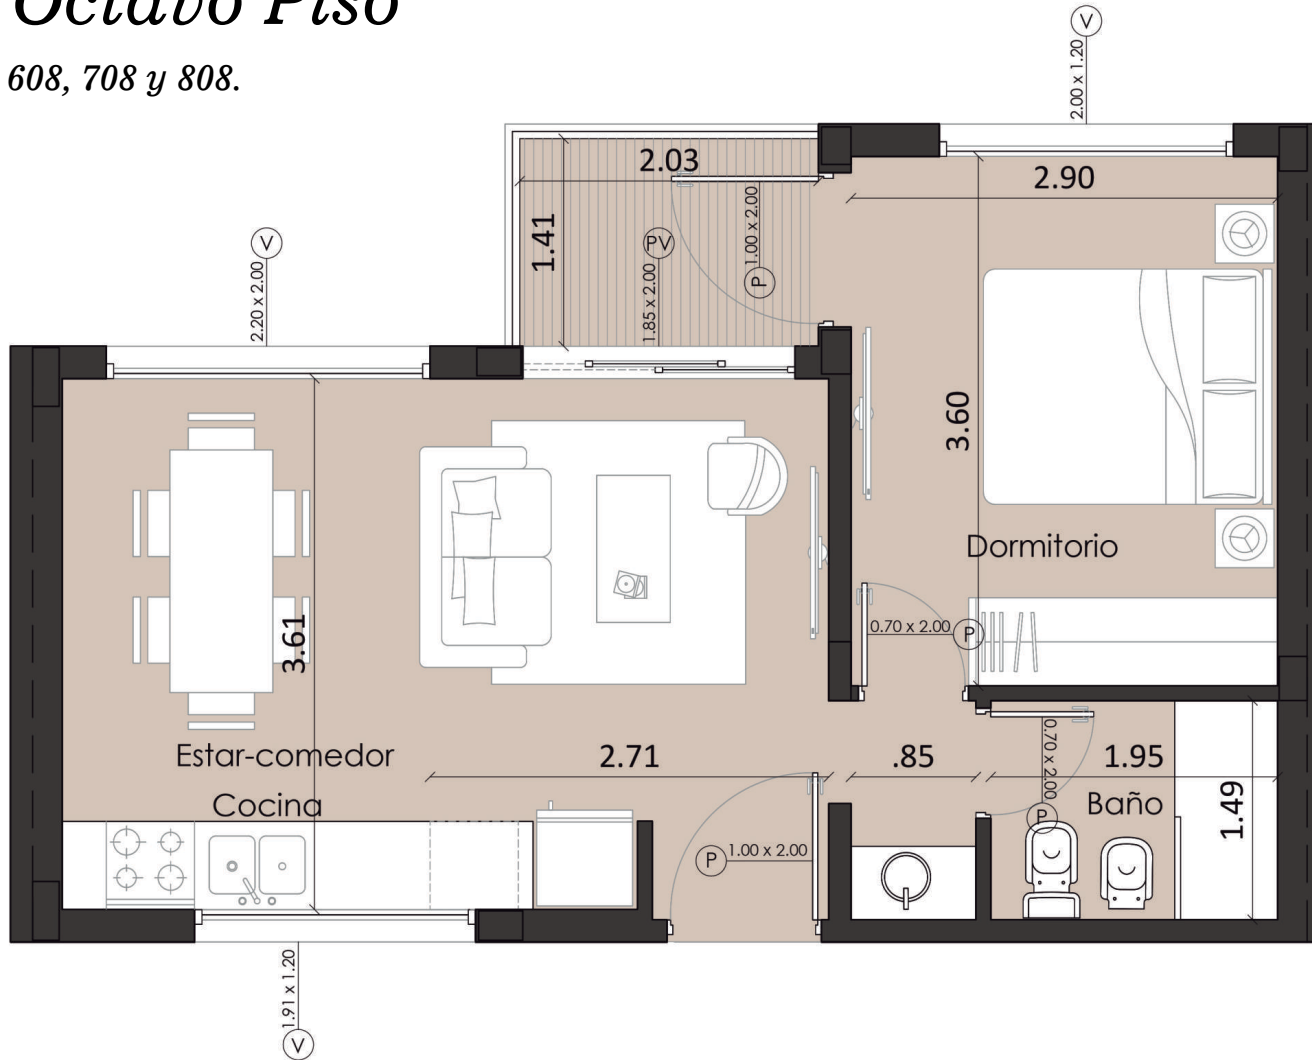 Octavo Piso
608, 708 y 808.
V
2.00 x 1.20
2.03
2.90
1.41
PV
1.00 x 2.00
P
1.85 x 2.00
V
2.20 x 2.00
3.60
Dormitorio
0.70 x 2.00
P
3.61
Estar-comedor
Cocina
2.71
.85
0.70 x 2.00
P
1.95
Baño
1.49
P
1.00 x 2.00
1.91 x 1.20
V